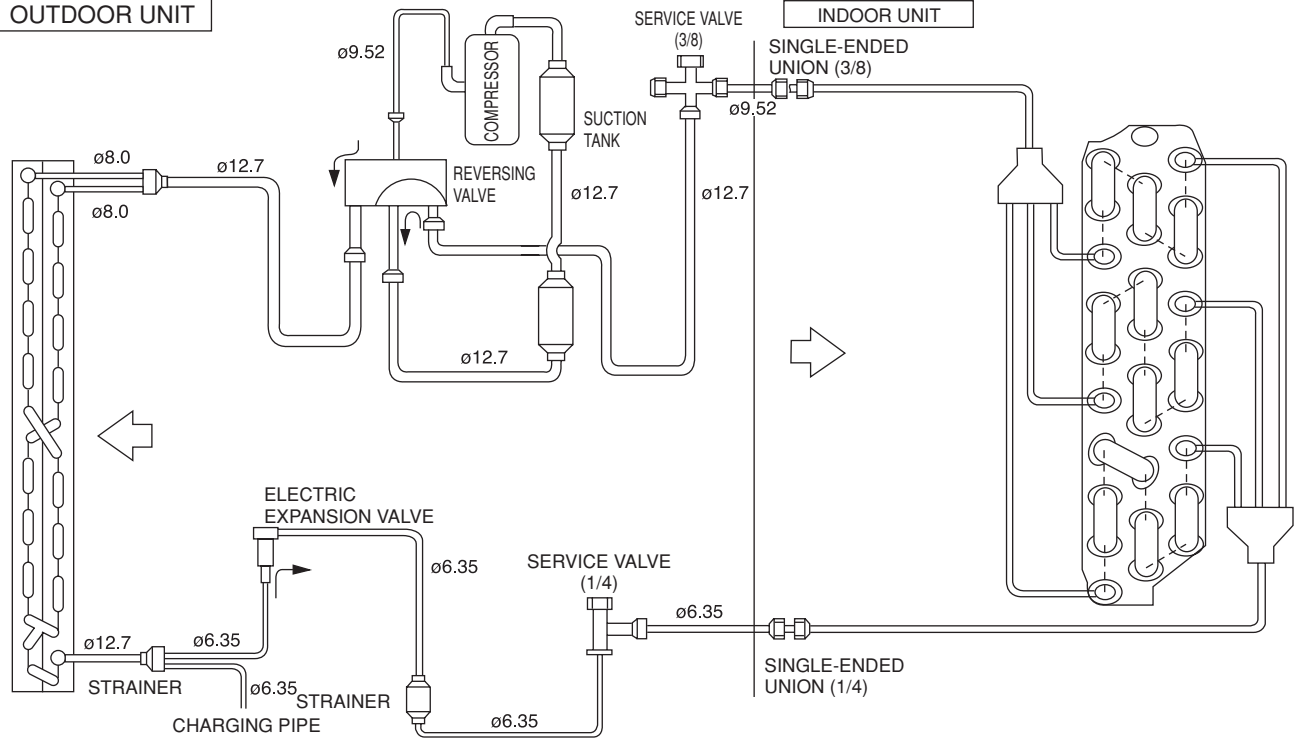 OUTDOOR UNIT
INDOOR UNIT
SERVICE VALVE
(3/8)
SINGLE-ENDED
UNION (3/8)
ø9.52
COMPRESSOR
SUCTION
TANK
ø9.52
ø8.0
ø12.7
REVERSING
VALVE
ø12.7
ø12.7
ø8.0
ø12.7
ELECTRIC
EXPANSION VALVE
ø6.35
SERVICE VALVE
(1/4)
ø6.35
ø12.7
ø6.35
SINGLE-ENDED
UNION (1/4)
STRAINER
ø6.35
STRAINER
CHARGING PIPE
ø6.35